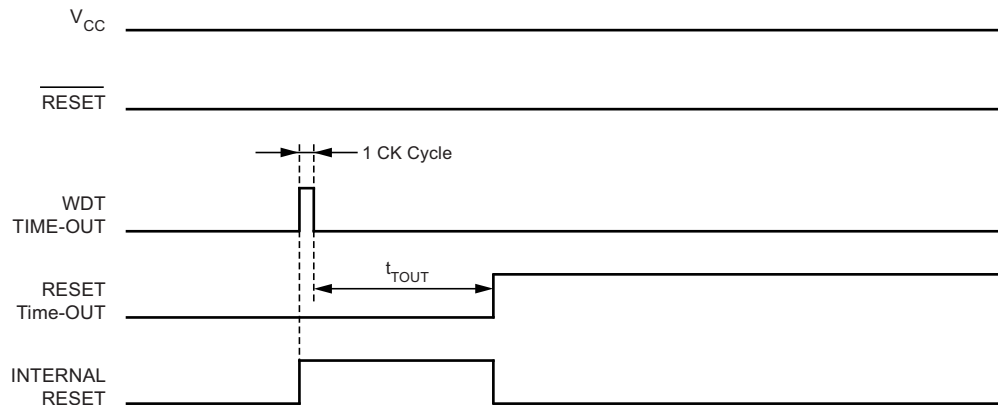 VCC
RESET
1 CK Cycle
WDT
TIME-OUT
tTOUT
RESET
Time-OUT
INTERNAL
RESET